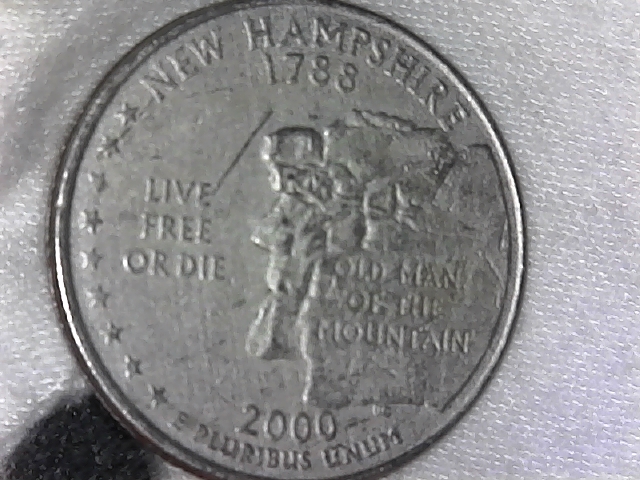 NEW HAMPSHIRE
1788
LIVE
FREE
OR DIE
OLD MAN
OF THE
MOUNTAIN
2000
E PLURIBUS UNUM